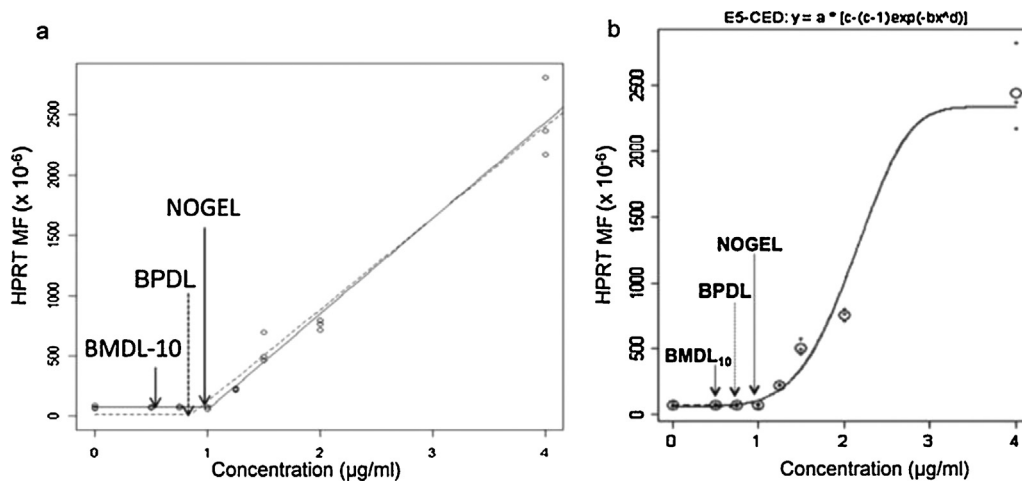 a
HPRT MF (x 10⁻⁶)
2500
2000
1500
1000
500
0
NOGEL
BPDL
BMDL-10
0
1
2
3
4
Concentration (µg/ml)
b
E5-CED: y = a * [c-(c-1)exp(-bx^d)]
HPRT MF (x 10⁻⁶)
2500
2000
1500
1000
500
0
NOGEL
BPDL
BMDL₁₀
0
1
2
3
4
Concentration (µg/ml)